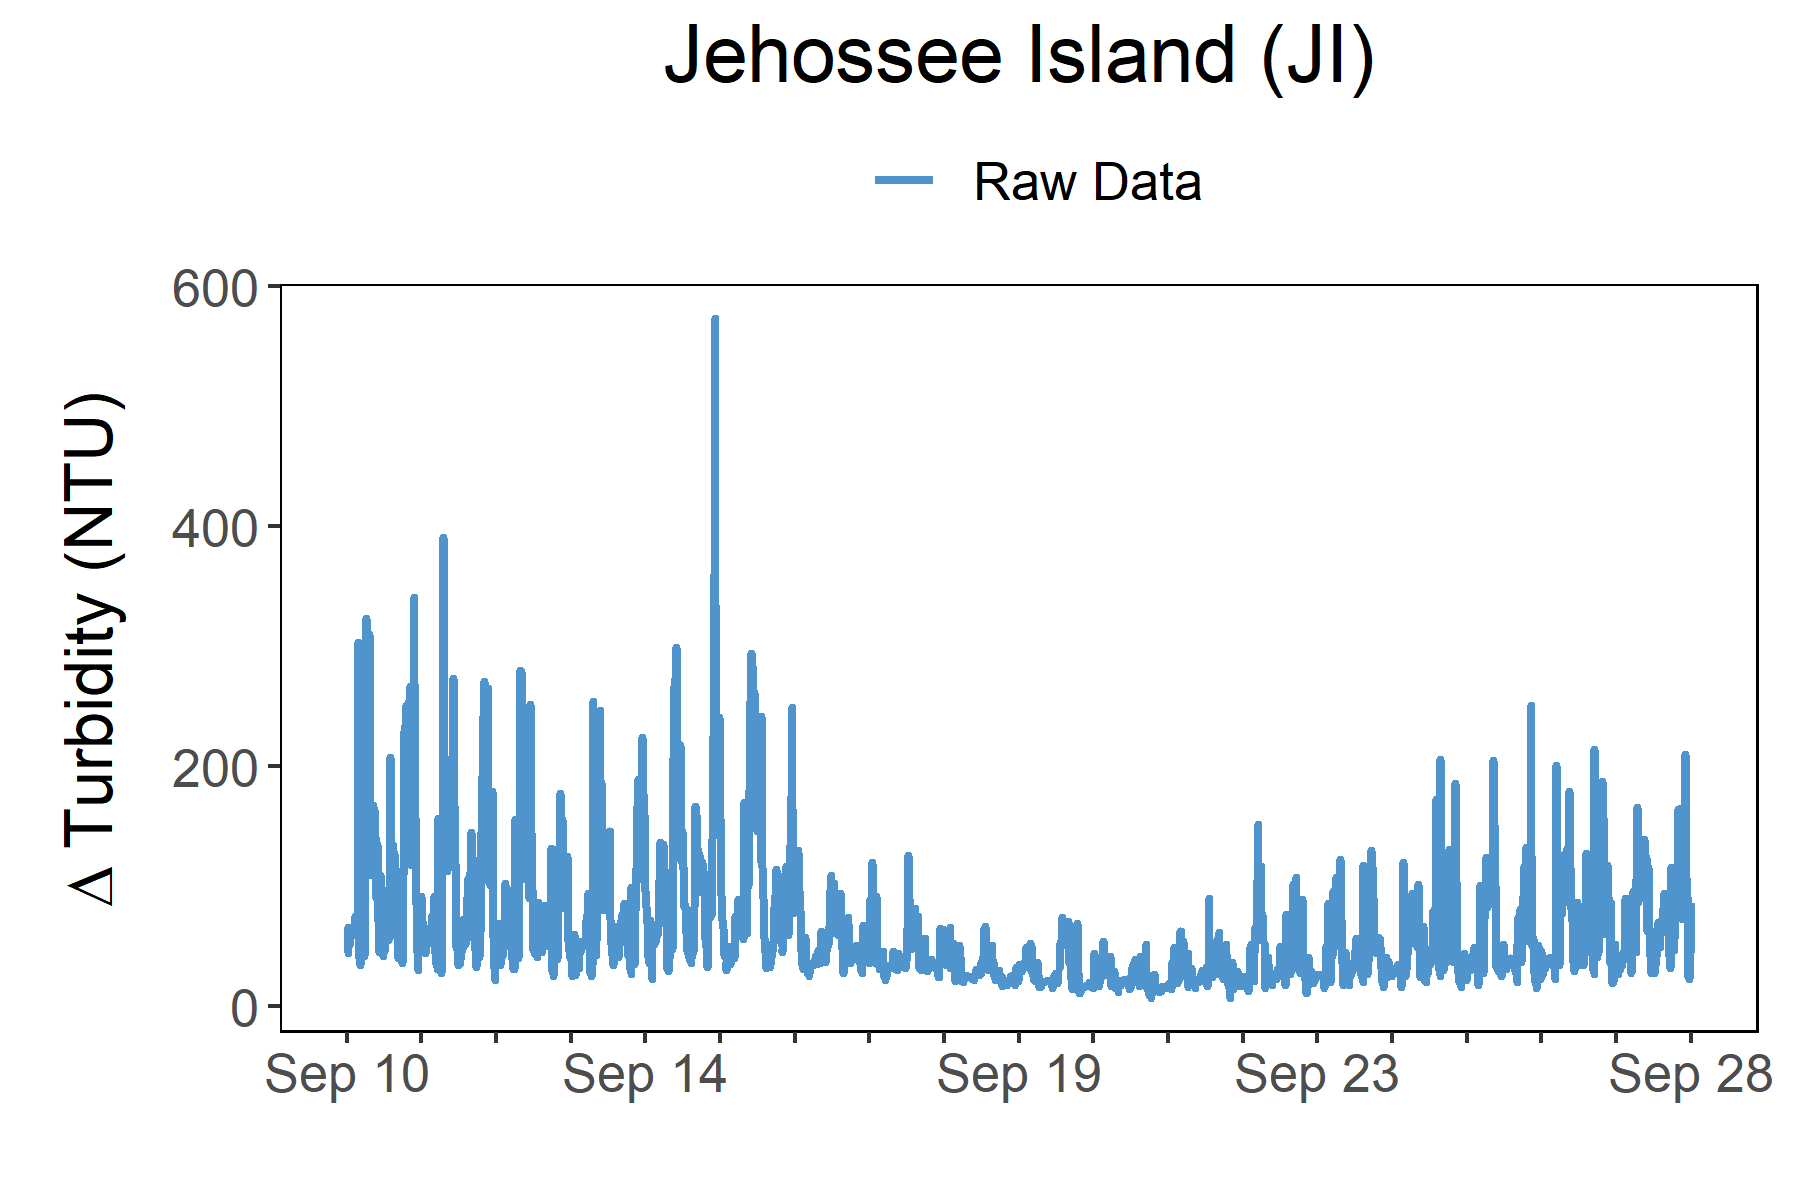 Jehossee Island (JI)
Raw Data
Δ Turbidity (NTU)
600
400
200
0
Sep 10 Sep 14 Sep 19 Sep 23 Sep 28